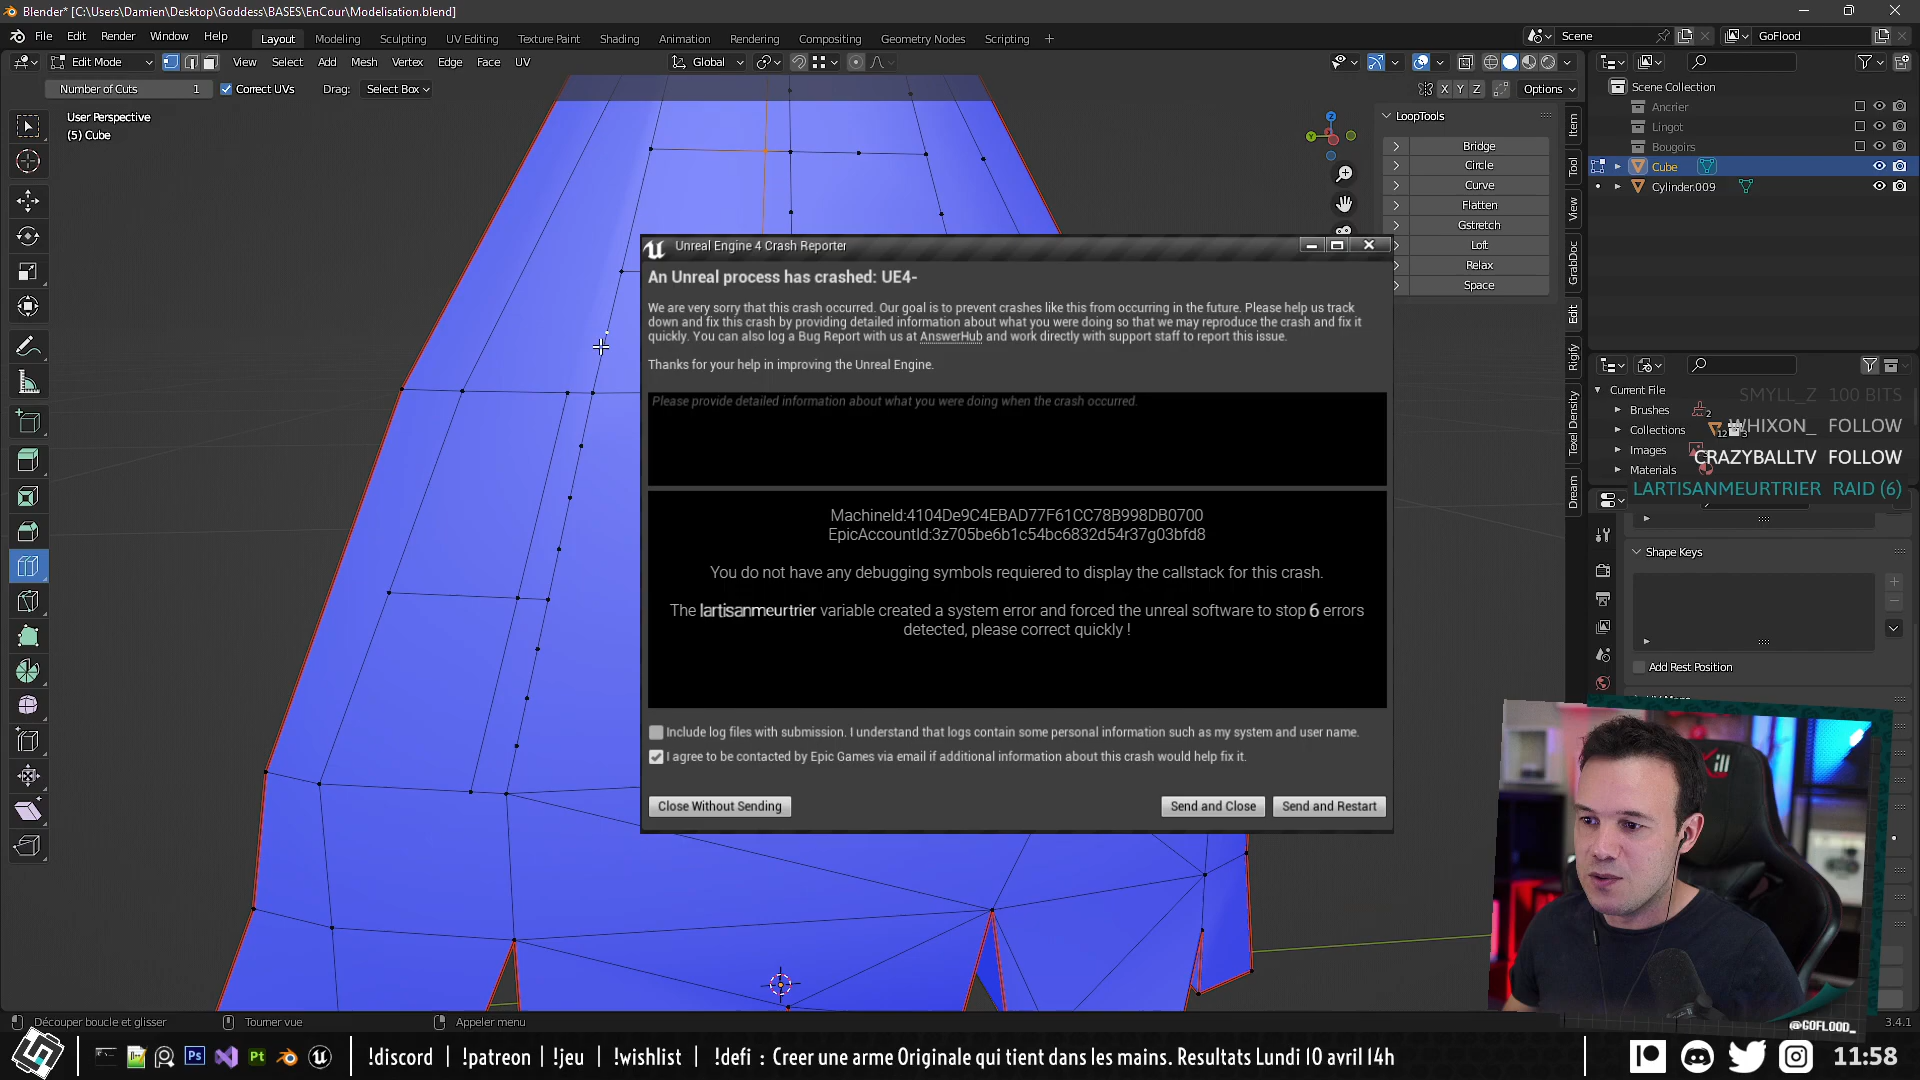 Blender* [C:\Users\Damien\Desktop\Goddess\BASES\EnCour\Modelisation.blend]
File Edit Render Window Help
Layout Modeling Sculpting UV Editing Texture Paint Shading Animation Rendering Compositing Geometry Nodes Scripting +
Scene
GoFlood
Edit Mode
View Select Add Mesh Vertex Edge Face UV
Global
Number of Cuts 1
Correct UVs
Drag: Select Box
X Y Z
Options
User Perspective
(5) Cube
LoopTools
Bridge
Circle
Curve
Flatten
Gstretch
Loft
Relax
Space
Item
Tool
View
GrabDoc
Edit
Rigify
Texel Density
Dream
Scene Collection
Ancrier
Lingot
Bougoirs
Cube
Cylinder.009
Current File
Brushes
2
Collections
12
3
Images
Materials
SMYLL_Z 100 BITS
WHIXON_ FOLLOW
CRAZYBALLTV FOLLOW
LARTISANMEURTRIER RAID (6)
Shape Keys
Add Rest Position
Unreal Engine 4 Crash Reporter
An Unreal process has crashed: UE4-
We are very sorry that this crash occurred. Our goal is to prevent crashes like this from occurring in the future. Please help us track
down and fix this crash by providing detailed information about what you were doing so that we may reproduce the crash and fix it
quickly. You can also log a Bug Report with us at AnswerHub and work directly with support staff to report this issue.
Thanks for your help in improving the Unreal Engine.
Please provide detailed information about what you were doing when the crash occurred.
MachineId:4104De9C4EBAD77F61CC78B998DB0700
EpicAccountId:3z705be6b1c54bc6832d54r37g03bfd8
You do not have any debugging symbols requiered to display the callstack for this crash.
The lartisanmeurtrier variable created a system error and forced the unreal software to stop 6 errors
detected, please correct quickly !
Include log files with submission. I understand that logs contain some personal information such as my system and user name.
I agree to be contacted by Epic Games via email if additional information about this crash would help fix it.
Close Without Sending
Send and Close
Send and Restart
Découper boucle et glisser
Tourner vue
Appeler menu
@GOFLOOD_
3.4.1
!discord | !patreon | !jeu | !wishlist | !defi : Creer une arme Originale qui tient dans les mains. Resultats Lundi 10 avril 14h
11:58